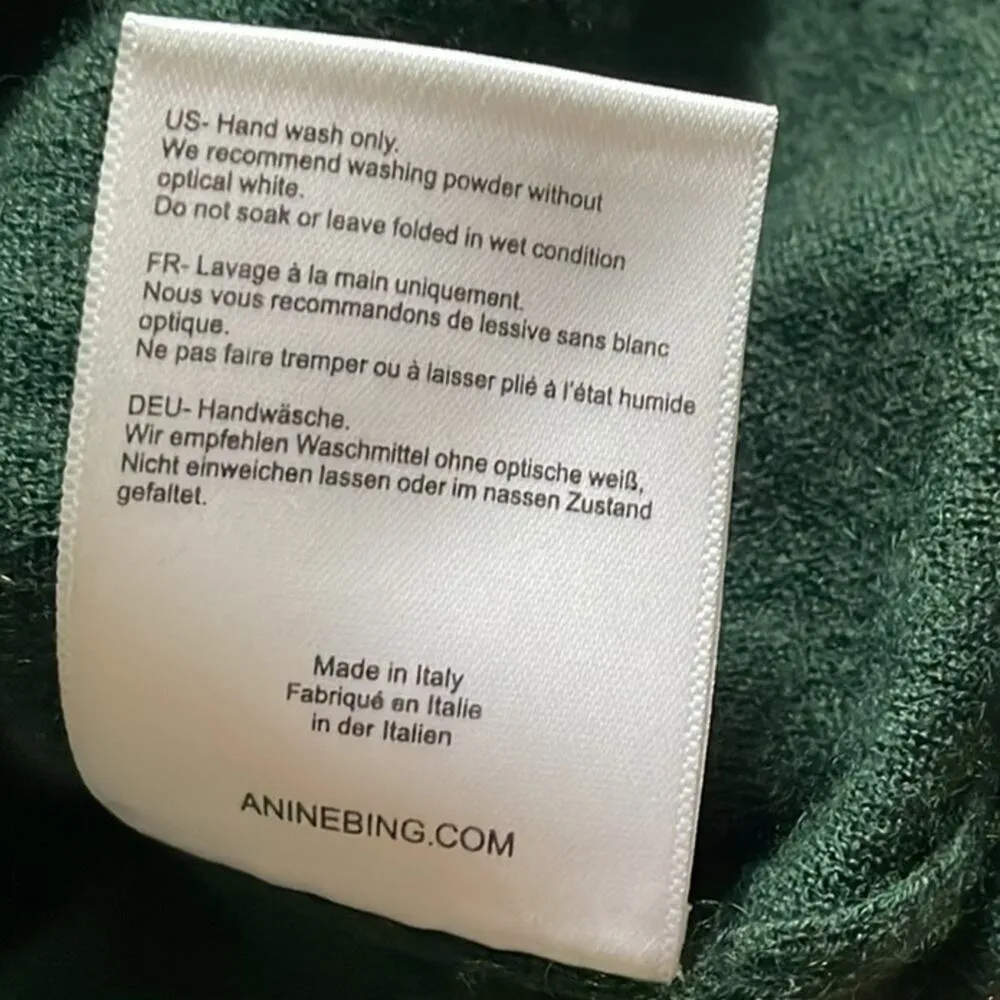 US- Hand wash only.
We recommend washing powder without
optical white.
Do not soak or leave folded in wet condition
FR- Lavage à la main uniquement.
Nous vous recommandons de lessive sans blanc
optique.
Ne pas faire tremper ou à laisser plié à l'état humide
DEU- Handwäsche.
Wir empfehlen Waschmittel ohne optische weiß,
Nicht einweichen lassen oder im nassen Zustand
gefaltet.
Made in Italy
Fabriqué en Italie
in der Italien
ANINEBING.COM